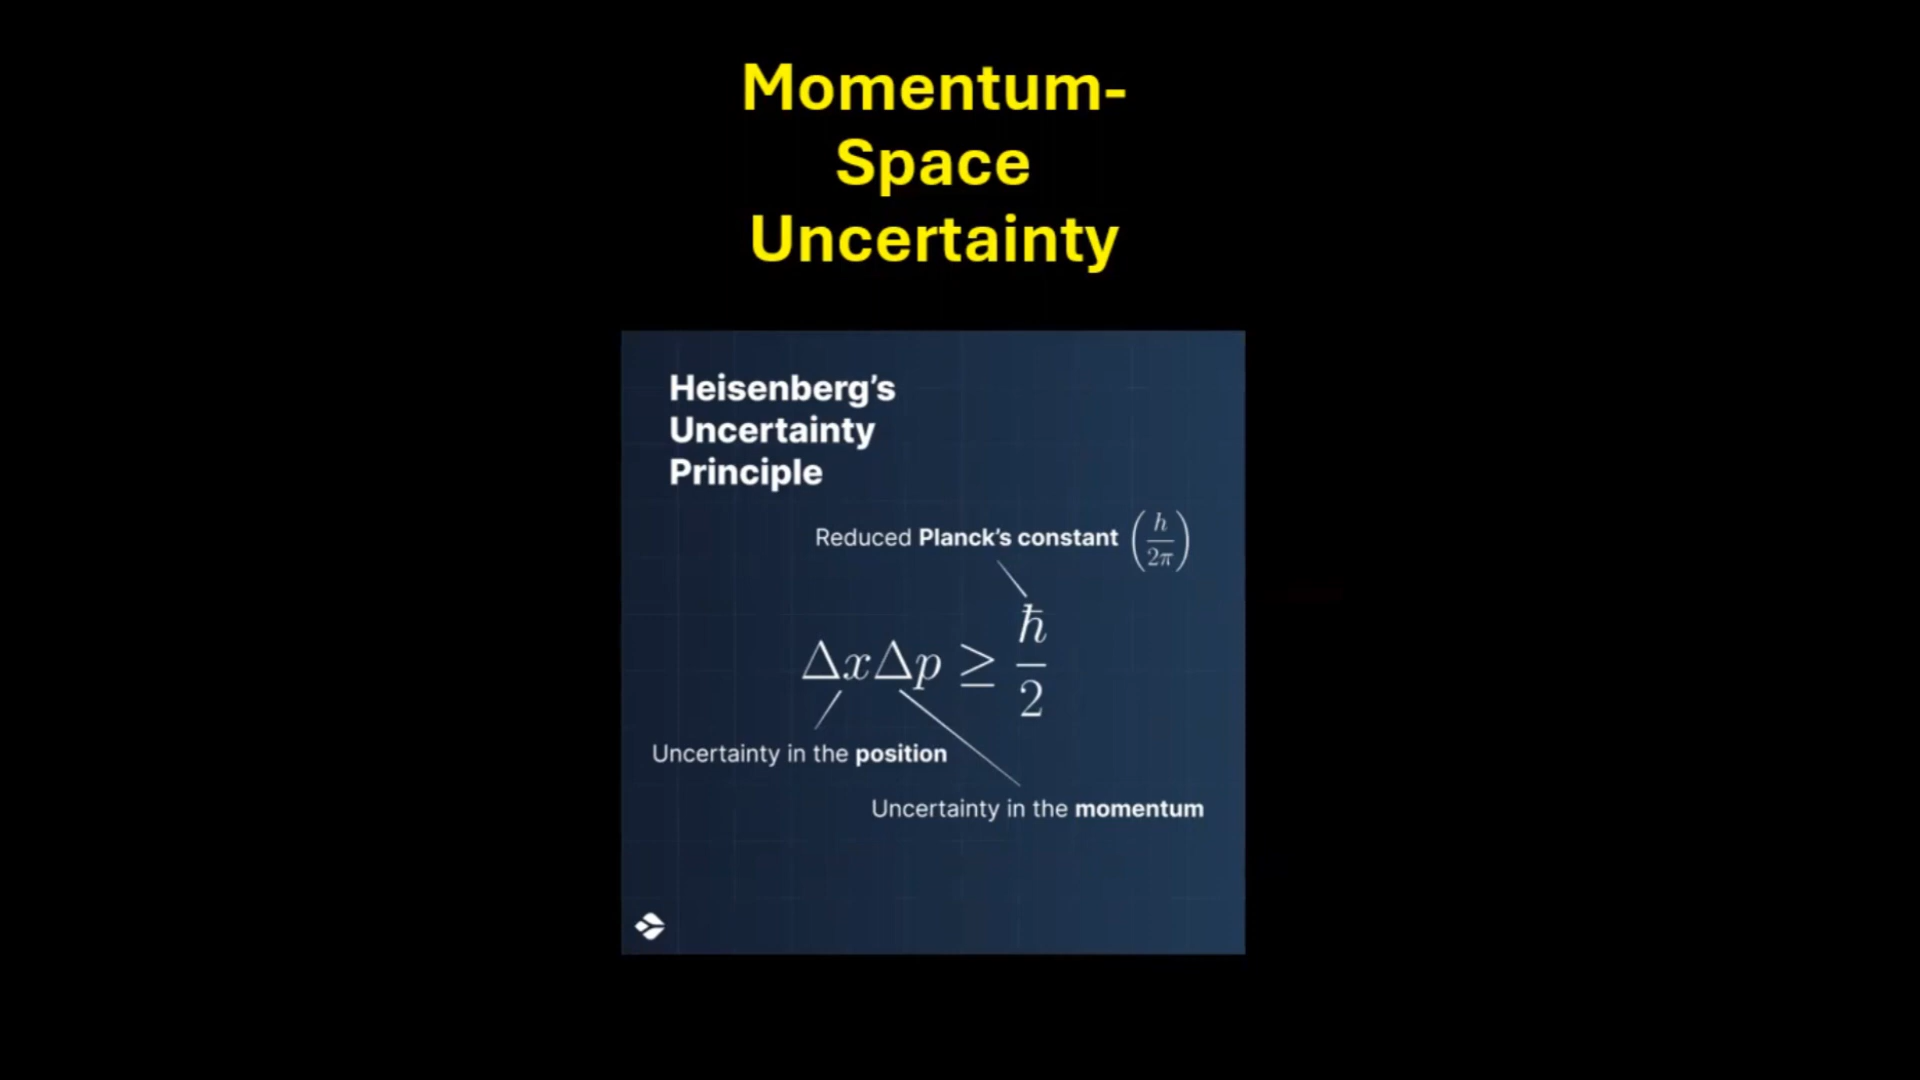 Momentum-
Space
Uncertainty
Heisenberg’s
Uncertainty
Principle
Reduced Planck’s constant (h/2π)
ΔxΔp ≥ ħ/2
Uncertainty in the position
Uncertainty in the momentum